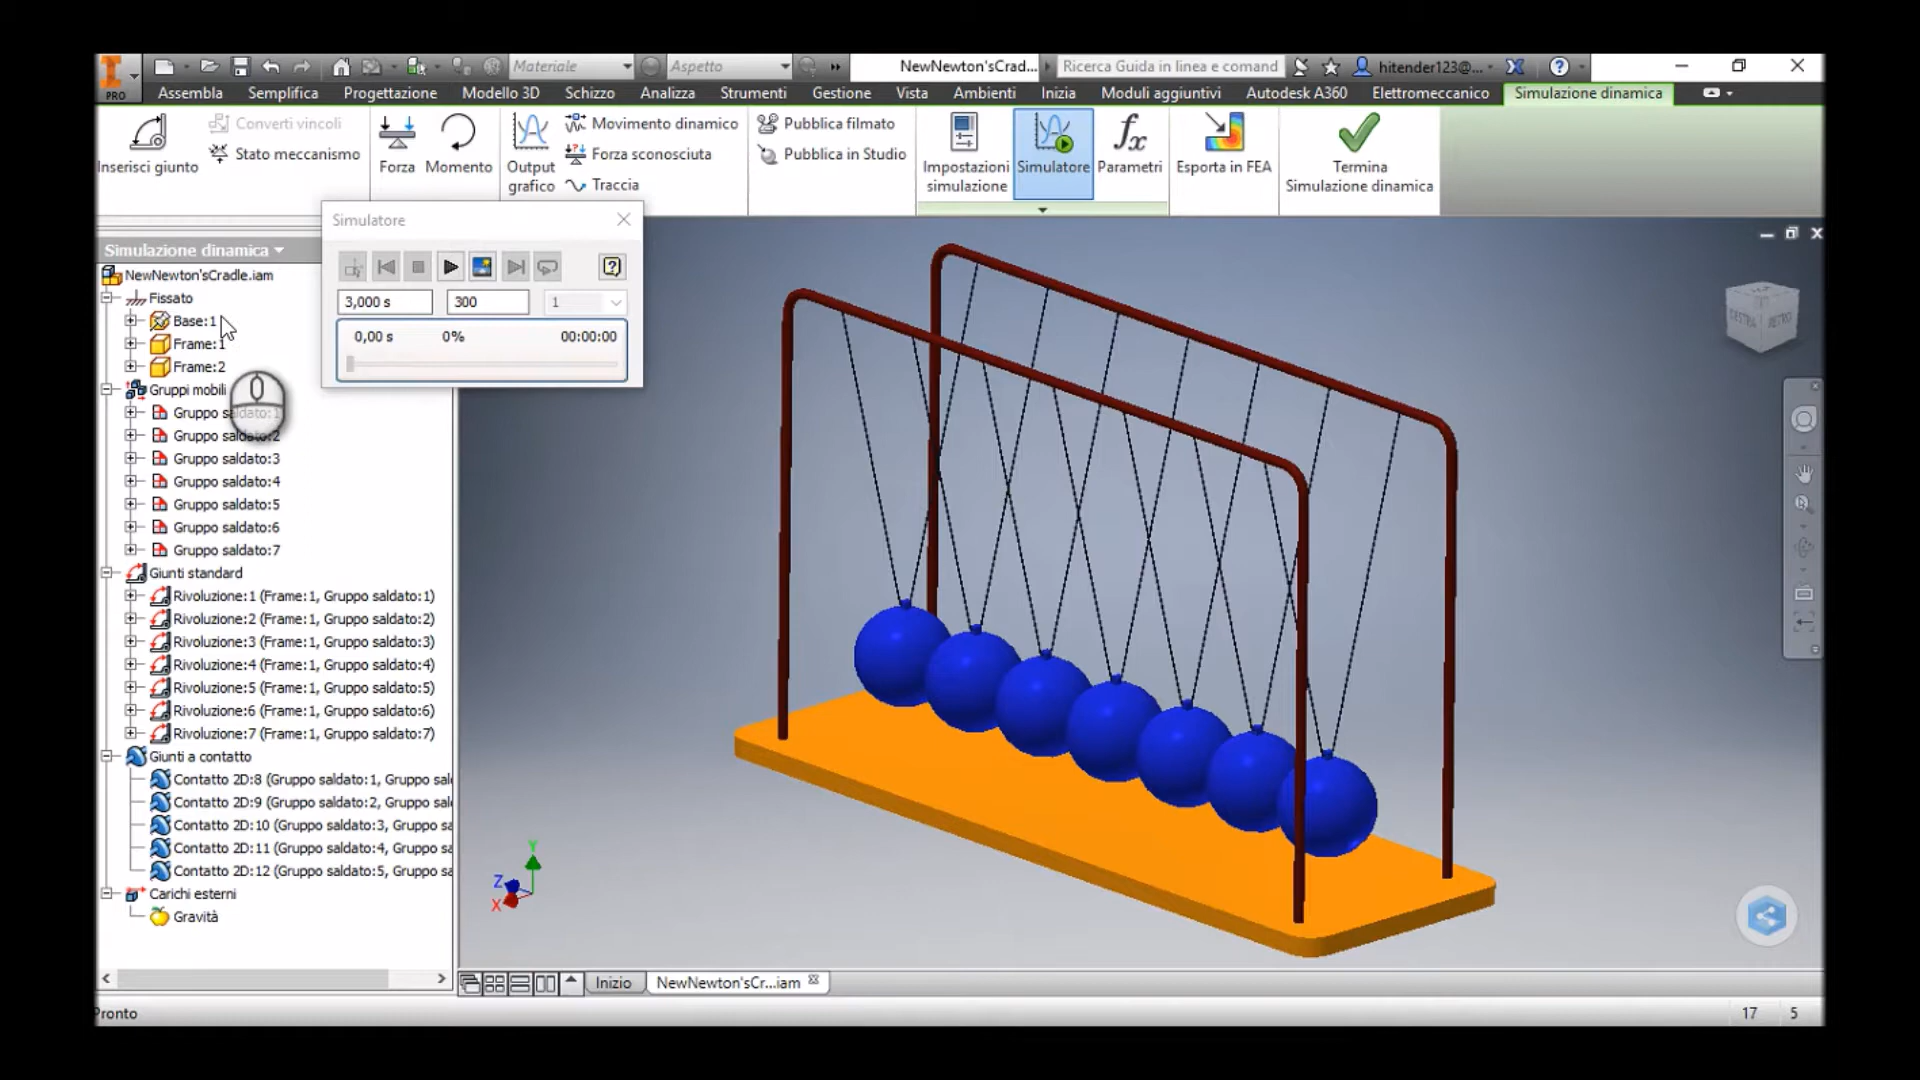 PRO
Materiale
Aspetto
NewNewton'sCrad...
Ricerca Guida in linea e comand
hitender123@...
Assembla Semplifica Progettazione Modello 3D Schizzo Analizza Strumenti Gestione Vista Ambienti Inizia Moduli aggiuntivi Autodesk A360 Elettromeccanico Simulazione dinamica
Inserisci giunto
Converti vincoli
Stato meccanismo
Forza
Momento
Output
grafico
Movimento dinamico
Forza sconosciuta
Traccia
Pubblica filmato
Pubblica in Studio
Impostazioni
simulazione
Simulatore
Parametri
Esporta in FEA
Termina
Simulazione dinamica
Simulatore
3,000 s 300 1
0,00 s 0% 00:00:00
Simulazione dinamica
NewNewton'sCradle.iam
Fissato
Base:1
Frame:1
Frame:2
Gruppi mobili
Gruppo saldato:1
Gruppo saldato:2
Gruppo saldato:3
Gruppo saldato:4
Gruppo saldato:5
Gruppo saldato:6
Gruppo saldato:7
Giunti standard
Rivoluzione:1 (Frame:1, Gruppo saldato:1)
Rivoluzione:2 (Frame:1, Gruppo saldato:2)
Rivoluzione:3 (Frame:1, Gruppo saldato:3)
Rivoluzione:4 (Frame:1, Gruppo saldato:4)
Rivoluzione:5 (Frame:1, Gruppo saldato:5)
Rivoluzione:6 (Frame:1, Gruppo saldato:6)
Rivoluzione:7 (Frame:1, Gruppo saldato:7)
Giunti a contatto
Contatto 2D:8 (Gruppo saldato:1, Gruppo sal
Contatto 2D:9 (Gruppo saldato:2, Gruppo sal
Contatto 2D:10 (Gruppo saldato:3, Gruppo sa
Contatto 2D:11 (Gruppo saldato:4, Gruppo sa
Contatto 2D:12 (Gruppo saldato:5, Gruppo sa
Carichi esterni
Gravità
DESTRA RETRO
Y
Z
X
Inizio
NewNewton'sCr...iam
Pronto
17 5